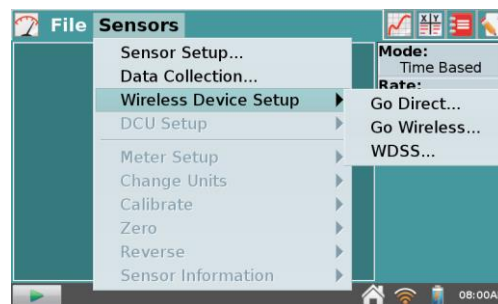 File Sensors
Sensor Setup...
Data Collection...
Wireless Device Setup
DCU Setup
Meter Setup
Change Units
Calibrate
Zero
Reverse
Sensor Information
Go Direct...
Go Wireless...
WDSS...
Mode:
Time Based
Rate:
X Y
08:00A